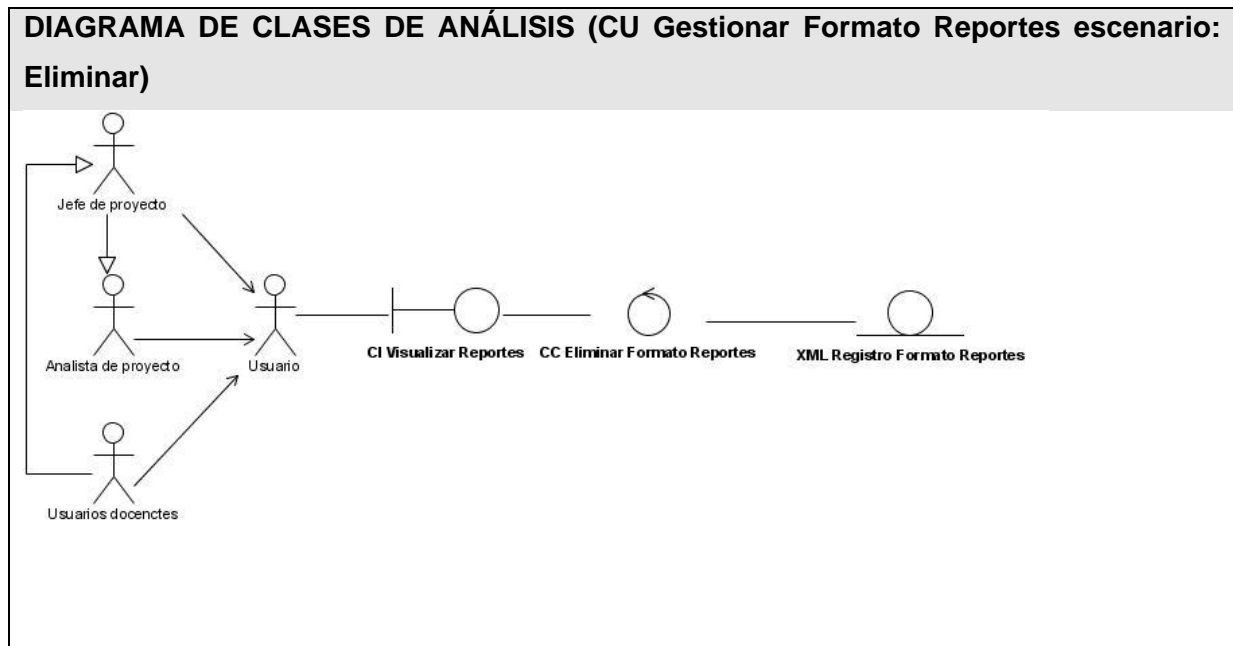 DIAGRAMA DE CLASES DE ANÁLISIS (CU Gestionar Formato Reportes escenario:
Eliminar)
Jefe de proyecto
Analista de proyecto
Usuario
CI Visualizar Reportes
CC Eliminar Formato Reportes
XML Registro Formato Reportes
Usuarios docenctes